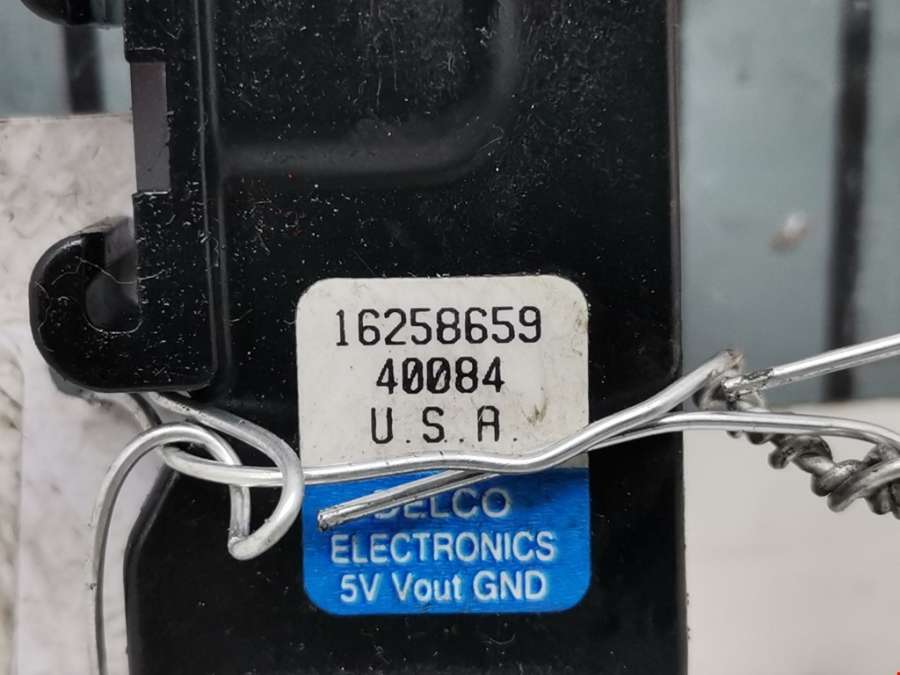 16258659
40084
U.S.A.
DELCO
ELECTRONICS
5V Vout GND